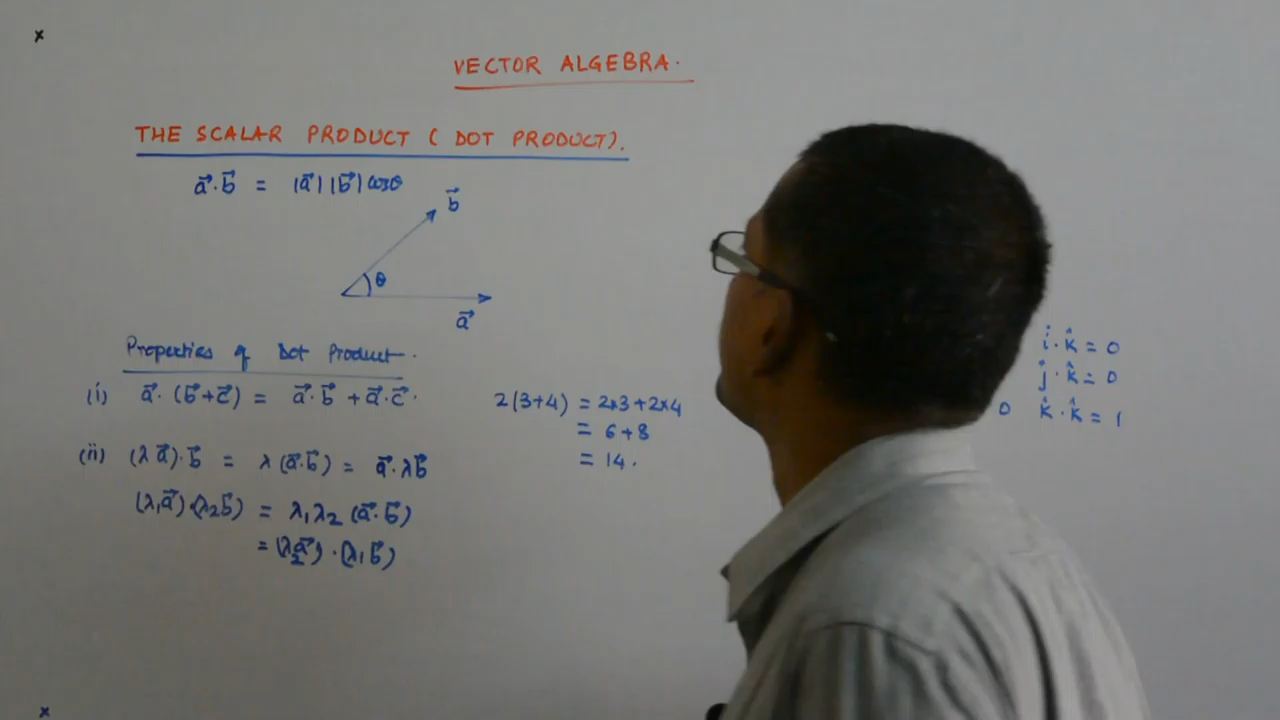 ×
VECTOR ALGEBRA.
THE SCALAR PRODUCT ( DOT PRODUCT).
a⃗·b⃗ = |a⃗| |b⃗| cosθ
b⃗
θ
a⃗
Properties of Dot Product.
(i) a⃗·(b⃗+c⃗) = a⃗·b⃗ + a⃗·c⃗.
2(3+4) = 2×3+2×4
= 6+8
= 14.
(ii) (λa⃗)·b⃗ = λ(a⃗·b⃗) = a⃗·λb⃗
(λ₁a⃗)·(λ₂b⃗) = λ₁λ₂ (a⃗·b⃗)
= (λ₂a⃗)·(λ₁b⃗)
i·k̂ = 0
j·k̂ = 0
0 k̂·k̂ = 1
×